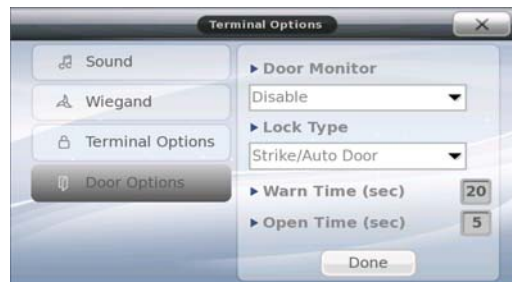 Terminal Options
Sound
Wiegand
Terminal Options
Door Options
Door Monitor
Disable
Lock Type
Strike/Auto Door
Warn Time (sec) 20
Open Time (sec) 5
Done